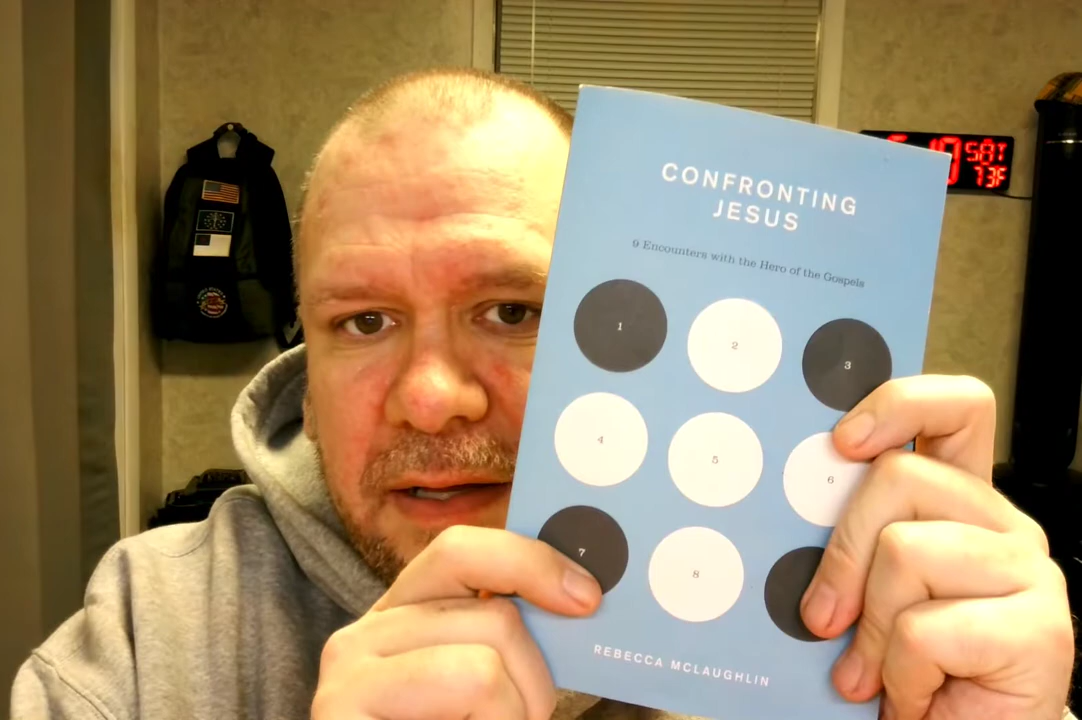 CONFRONTING
JESUS
9 Encounters with the Hero of the Gospels
1
2
3
4
5
6
7
8
REBECCA MCLAUGHLIN
SAT
73F